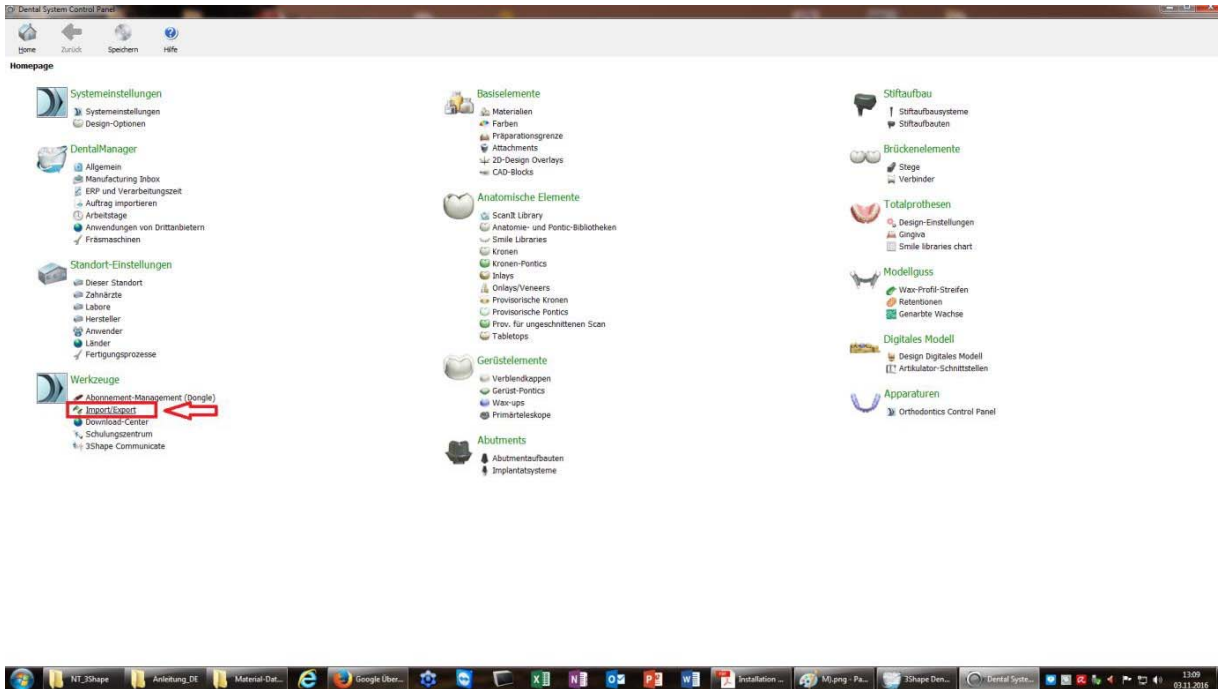 Dental System Control Panel
Home
Zurück
Speichern
Hilfe
Homepage
Systemeinstellungen
Systemeinstellungen
Design-Optionen
DentalManager
Allgemein
Manufacturing Inbox
ERP und Verarbeitungszeit
Auftrag importieren
Arbeitstage
Anwendungen von Drittanbietern
Fräsmaschinen
Standort-Einstellungen
Dieser Standort
Zahnärzte
Labore
Hersteller
Anwender
Länder
Fertigungsprozesse
Werkzeuge
Abonnement-Management (Dongle)
Import/Export
Download-Center
Schulungszentrum
3Shape Communicate
Basiselemente
Materialien
Farben
Präparationsgrenze
Attachments
2D-Design Overlays
CAD-Blocks
Anatomische Elemente
ScanIt Library
Anatomie- und Pontic-Bibliotheken
Smile Libraries
Kronen
Kronen-Pontics
Inlays
Onlays/Veneers
Provisorische Kronen
Provisorische Pontics
Prov. für ungeschnittenen Scan
Tabletops
Gerüstelemente
Verblendkappen
Gerüst-Pontics
Wax-ups
Primärteleskope
Abutments
Abutmentaufbauten
Implantatsysteme
Stiftaufbau
Stiftaufbausysteme
Stiftaufbauten
Brückenelemente
Stege
Verbinder
Totalprothesen
Design-Einstellungen
Gingiva
Smile libraries chart
Modellguss
Wax-Profil-Streifen
Retentionen
Genarbte Wachse
Digitales Modell
Design Digitales Modell
Artikulator-Schnittstellen
Apparaturen
Orthodontics Control Panel
NT_3Shape
Anleitung_DE
Material-Dat...
Google Über...
Installation ...
M).png - Pa...
3Shape Den...
Dental Syste...
13:09
03.11.2016